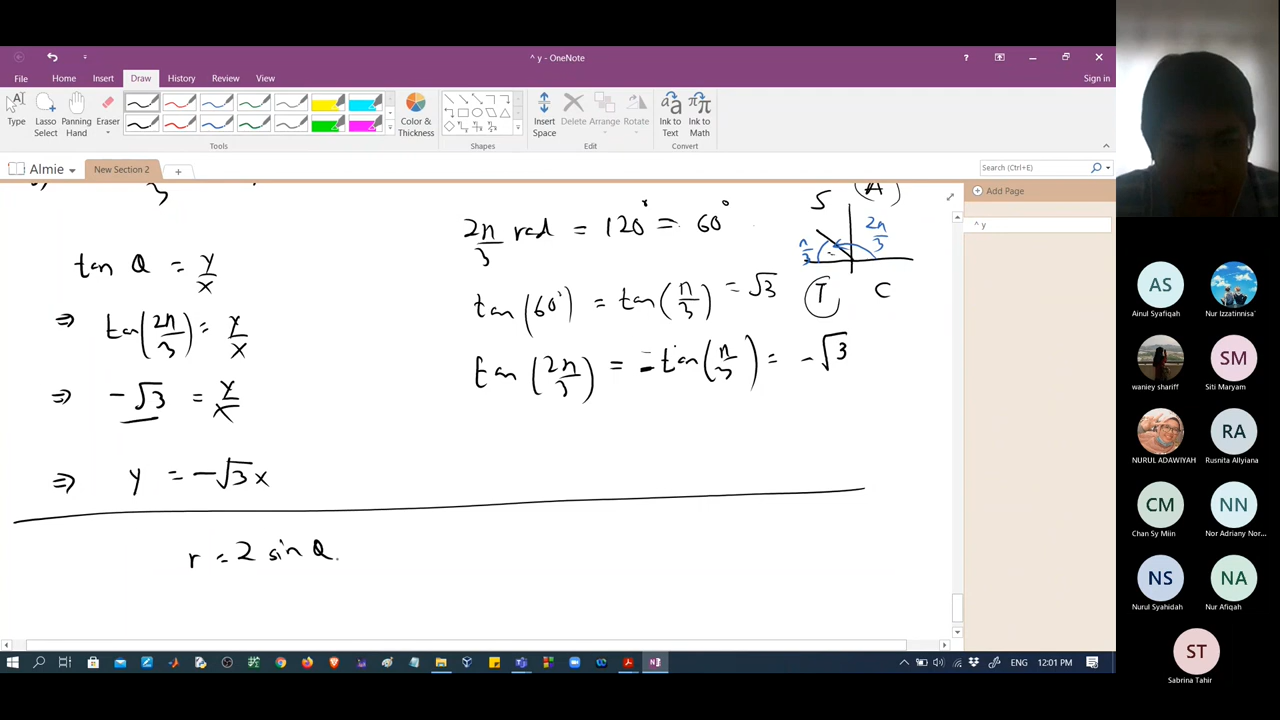 ^ y - OneNote
File Home Insert Draw History Review View
Sign in
Type
Lasso Select
Panning Hand
Eraser
Color & Thickness
Insert Space
Delete Arrange Rotate
Ink to Text
Ink to Math
Tools
Shapes
Edit
Convert
Almie
New Section 2
Search (Ctrl+E)
Add Page
^ y
3
tan θ = y/x
⇒ tan(2π/3) = y/x
⇒ -√3 = y/x
⇒ y = -√3x
r = 2 sin θ.
2π/3 rad = 120° = 60°
tan(60°) = tan(π/3) = √3
tan(2π/3) = -tan(π/3) = -√3
S
(A)
2π/3
π/3
T
C
AS
Ainul Syafiqah
Nur Izzatinnisa'
waniey shariff
SM
Siti Maryam
NURUL ADAWIYAH
RA
Rusnita Allyiana
CM
Chan Sy Miin
NN
Nor Adriany Nor...
NS
Nurul Syahidah
NA
Nur Afiqah
ST
Sabrina Tahir
ENG
12:01 PM